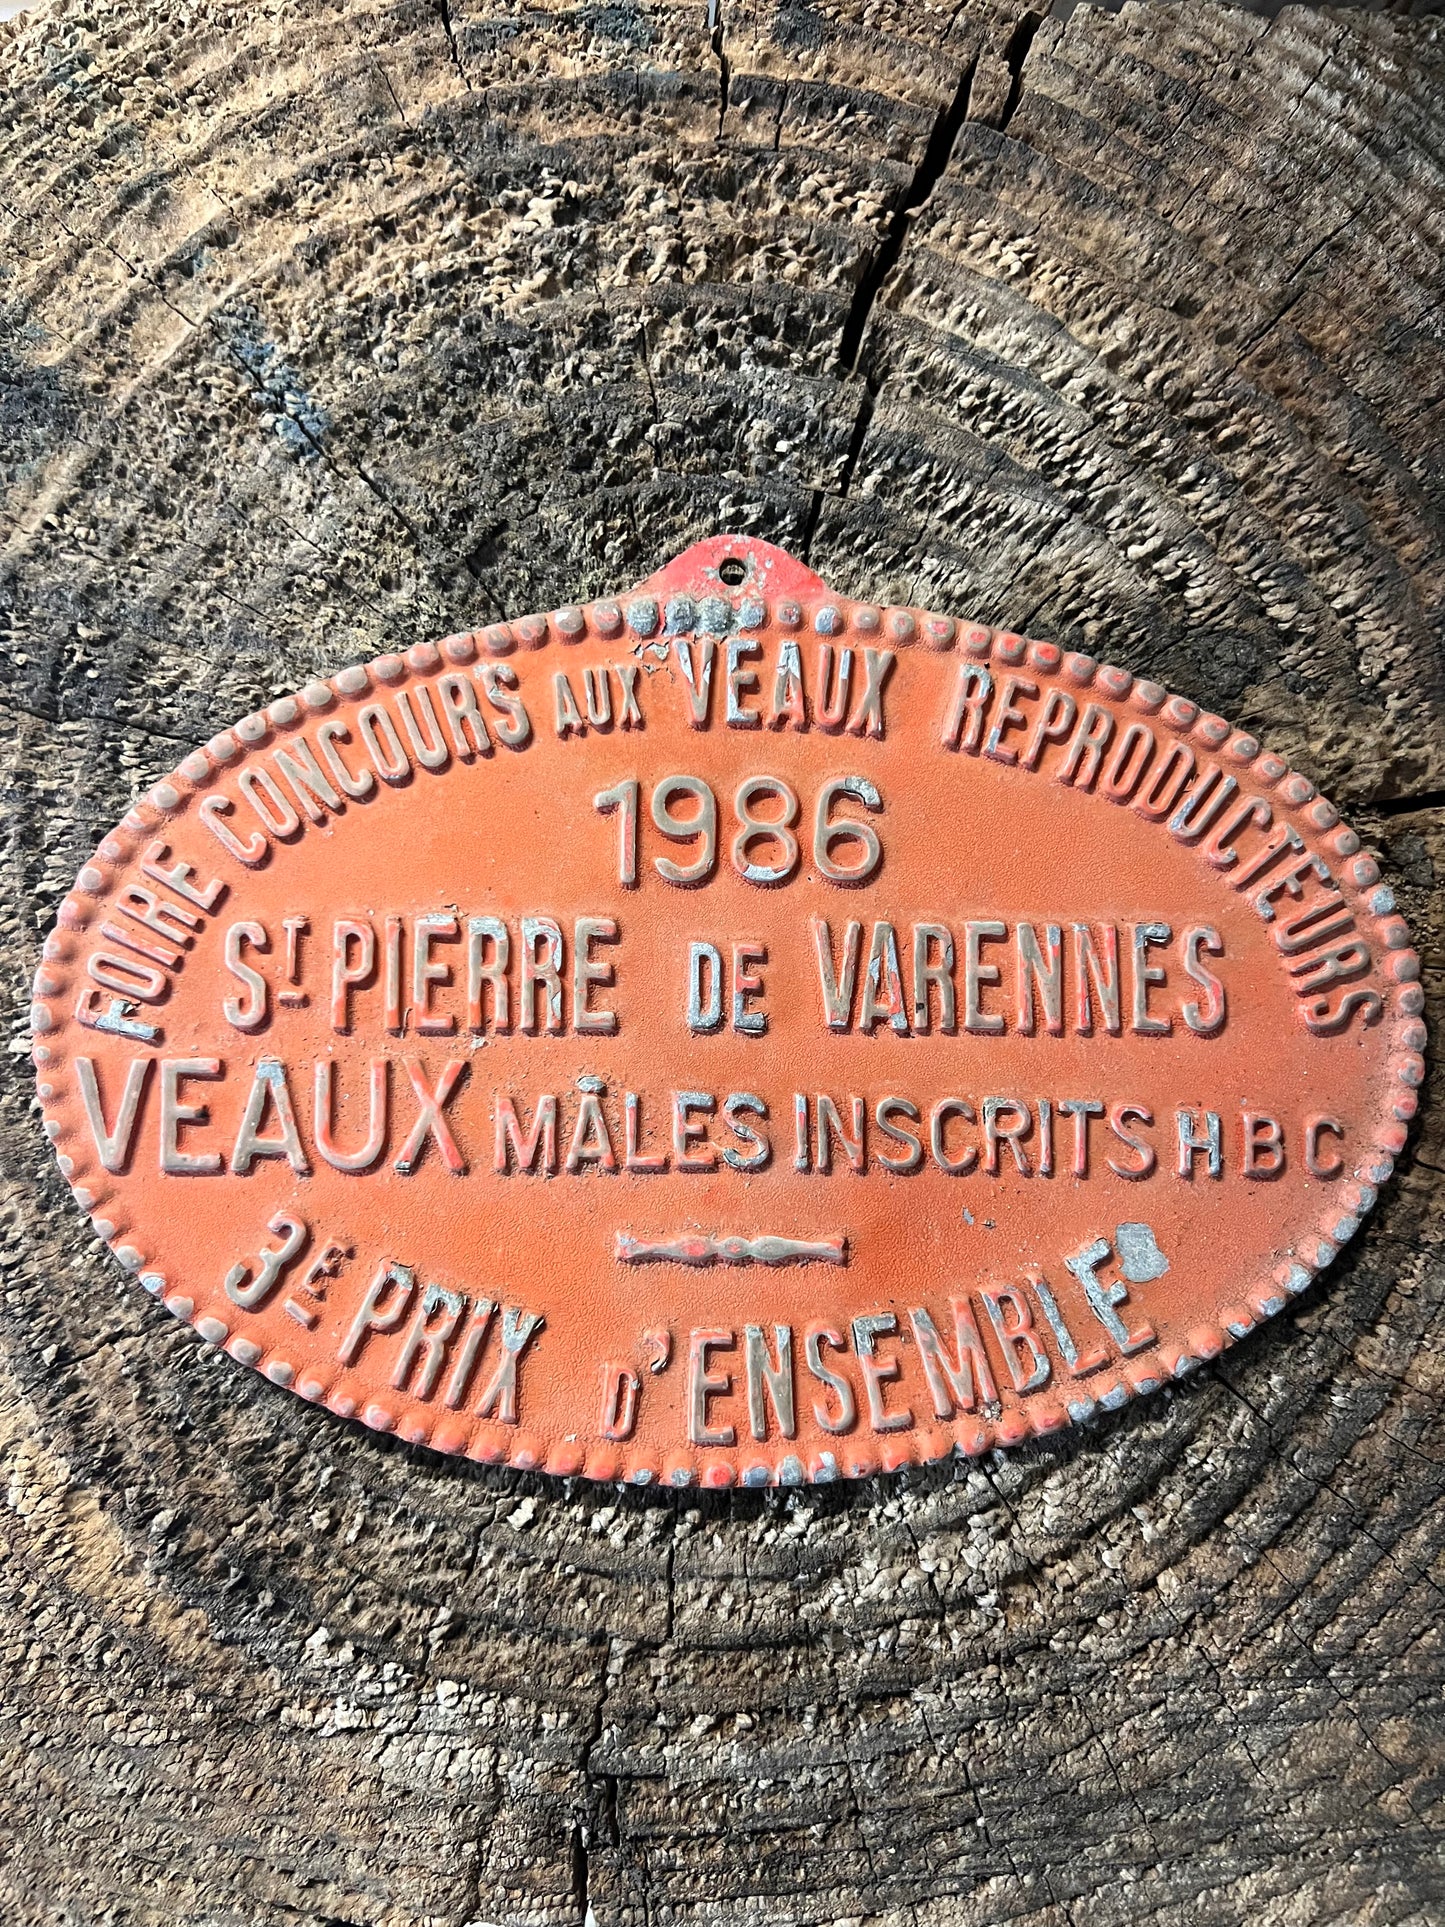 FOIRE CONCOURS AUX VEAUX REPRODUCTEURS
1986
ST PIERRE DE VARENNES
VEAUX MÂLES INSCRITS HBC
3E PRIX D'ENSEMBLE